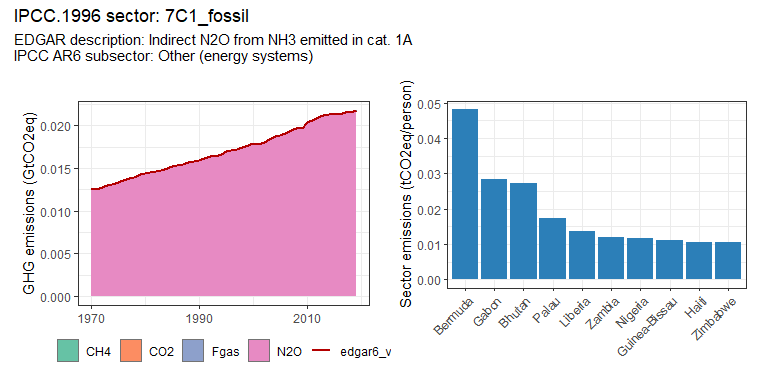 IPCC.1996 sector: 7C1_fossil
EDGAR description: Indirect N2O from NH3 emitted in cat. 1A
IPCC AR6 subsector: Other (energy systems)
GHG emissions (GtCO2eq)
0.020
0.015
0.010
0.005
0.000
1970
1990
2010
CH4
CO2
Fgas
N2O
edgar6_v
Sector emissions (tCO2eq/person)
0.05
0.04
0.03
0.02
0.01
0.00
Bermuda
Gabon
Bhutan
Palau
Liberia
Zambia
Nigeria
Guinea-Bissau
Haiti
Zimbabwe